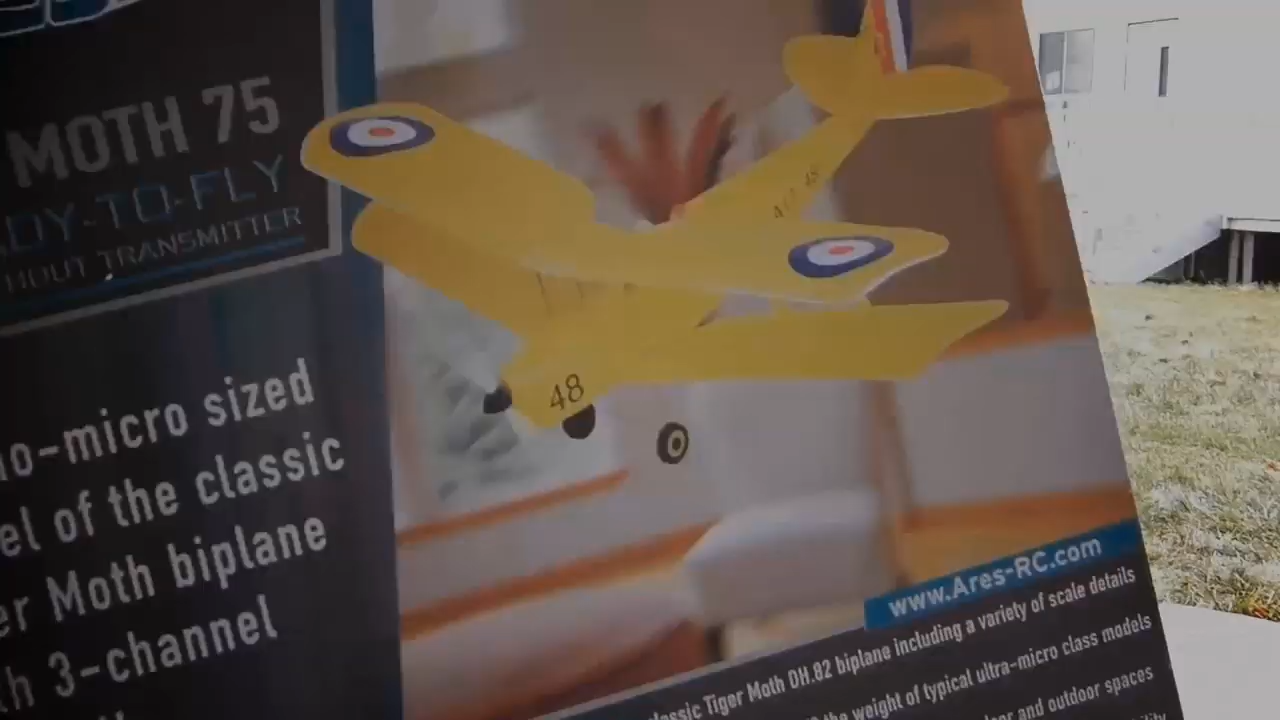 MOTH 75
DY-TO-FLY
HOUT TRANSMITTER
no-micro sized
el of the classic
er Moth biplane
h 3-channel
48
www.Ares-RC.com
lassic Tiger Moth DH.82 biplane including a variety of scale details
the weight of typical ultra-micro class models
and outdoor spaces